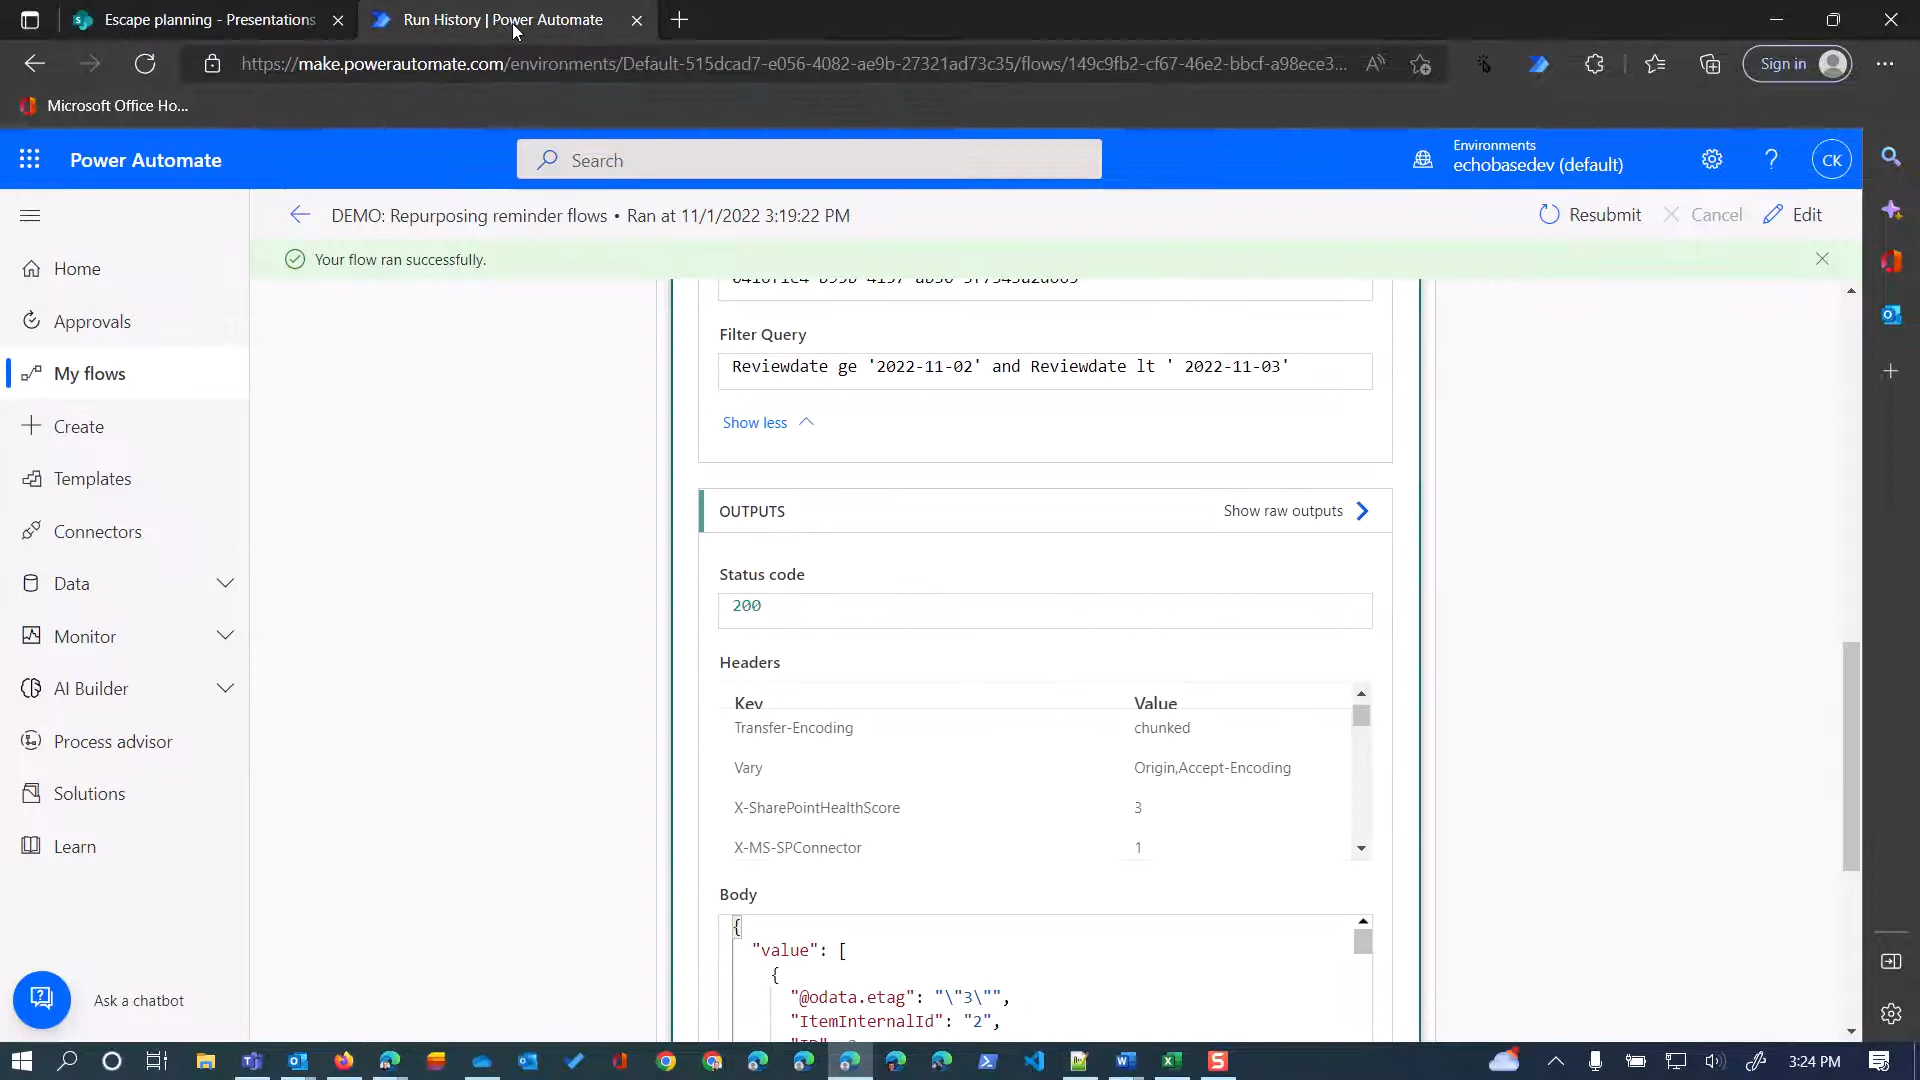 Escape planning - Presentations
Run History | Power Automate
https://make.powerautomate.com/environments/Default-515dcad7-e056-4082-ae9b-27321ad73c35/flows/149c9fb2-cf67-46e2-bbcf-a98ece3...
Sign in
Microsoft Office Ho...
Power Automate
Search
Environments
echobasedev (default)
CK
DEMO: Repurposing reminder flows • Ran at 11/1/2022 3:19:22 PM
Resubmit
Cancel
Edit
Your flow ran successfully.
Home
Approvals
My flows
Create
Templates
Connectors
Data
Monitor
AI Builder
Process advisor
Solutions
Learn
Ask a chatbot
Filter Query
Reviewdate ge '2022-11-02' and Reviewdate lt ' 2022-11-03'
Show less
OUTPUTS
Show raw outputs
Status code
200
Headers
Key Value
Transfer-Encoding chunked
Vary Origin,Accept-Encoding
X-SharePointHealthScore 3
X-MS-SPConnector 1
Body
{
"value": [
{
"@odata.etag": "\"3\"",
"ItemInternalId": "2",
3:24 PM